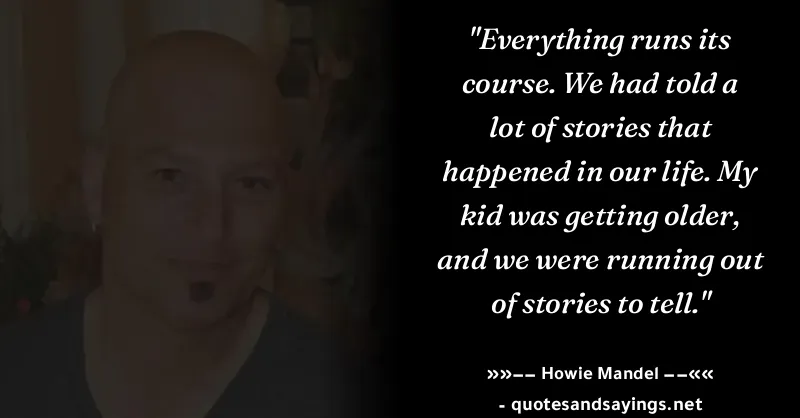 "Everything runs its
course. We had told a
lot of stories that
happened in our life. My
kid was getting older,
and we were running out
of stories to tell."
»»−− Howie Mandel −−««
- quotesandsayings.net